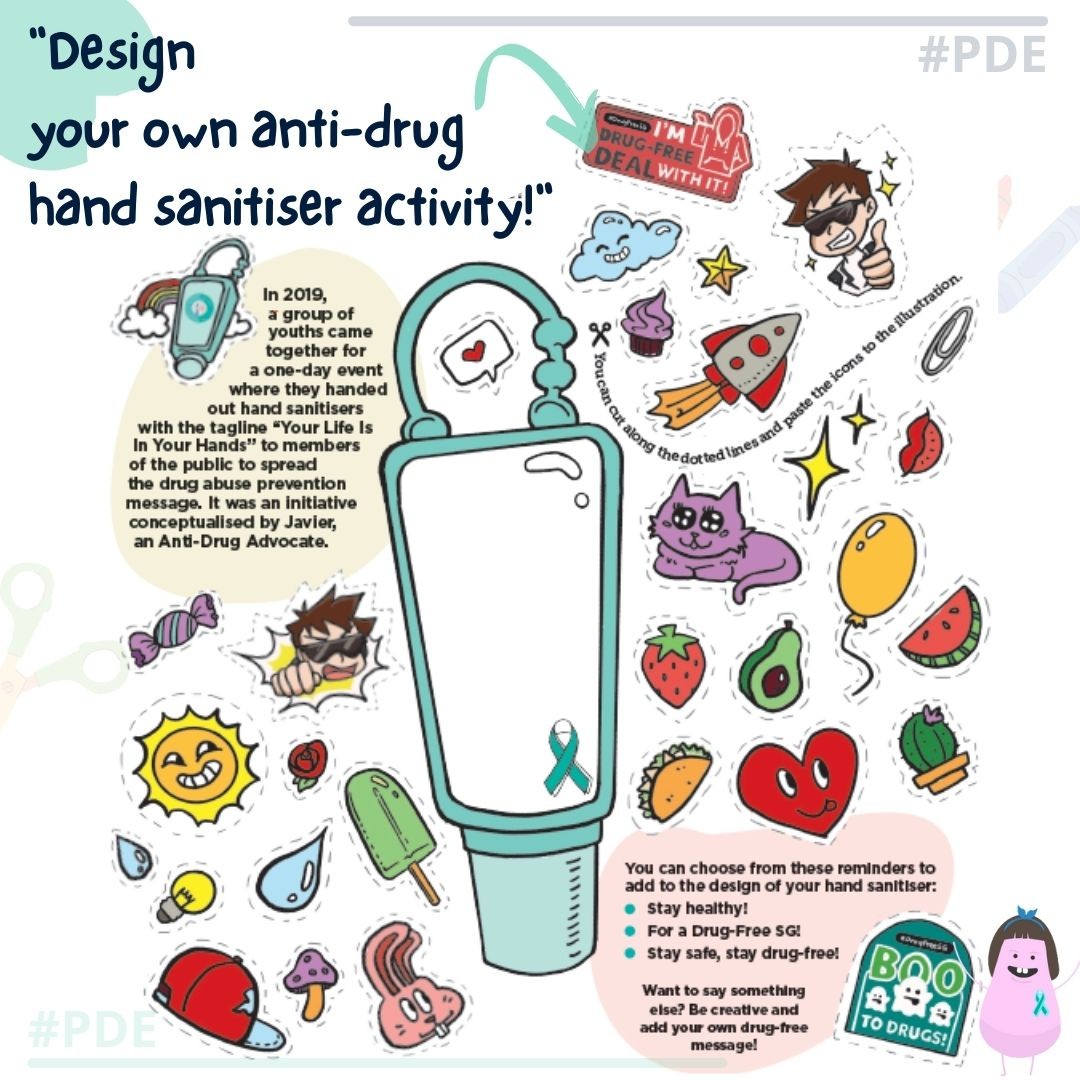 "Design
your own anti-drug
hand sanitiser activity!"
#PDE
#DrugFreeSG
I'M
DRUG-FREE
DEAL WITH IT!
In 2019,
a group of
youths came
together for
a one-day event
where they handed
out hand sanitisers
with the tagline "Your Life Is
In Your Hands" to members
of the public to spread
the drug abuse prevention
message. It was an initiative
conceptualised by Javier,
an Anti-Drug Advocate.
You can cut along the dotted lines and paste the icons to the illustration.
You can choose from these reminders to
add to the design of your hand sanitiser:
Stay healthy!
For a Drug-Free SG!
Stay safe, stay drug-free!
Want to say something
else? Be creative and
add your own drug-free
message!
#DrugFreeSG
BOO
TO DRUGS!
#PDE